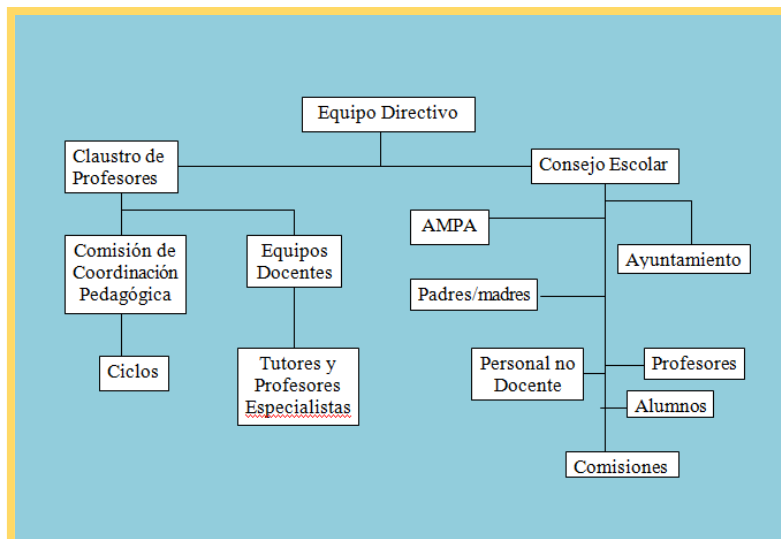 Equipo Directivo
Claustro de
Profesores
Consejo Escolar
AMPA
Ayuntamiento
Comisión de
Coordinación
Pedagógica
Equipos
Docentes
Padres/madres
Ciclos
Tutores y
Profesores
Especialistas
Personal no
Docente
Profesores
Alumnos
Comisiones